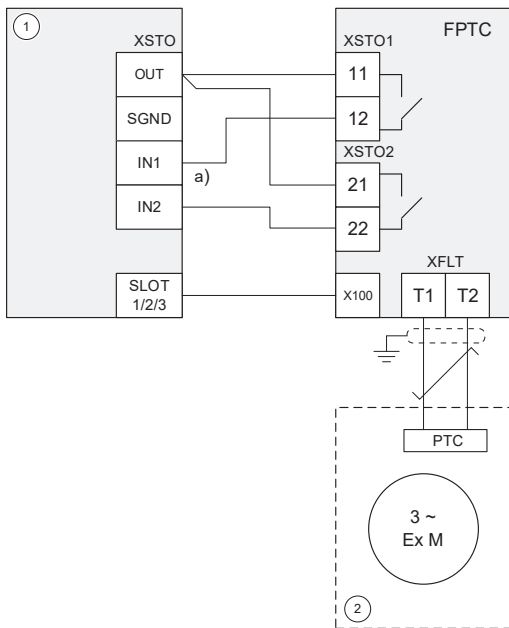 1
XSTO
OUT
SGND
IN1
IN2
a)
SLOT
1/2/3
FPTC
XSTO1
11
12
XSTO2
21
22
XFLT
X100
T1
T2
PTC
3 ~
Ex M
2